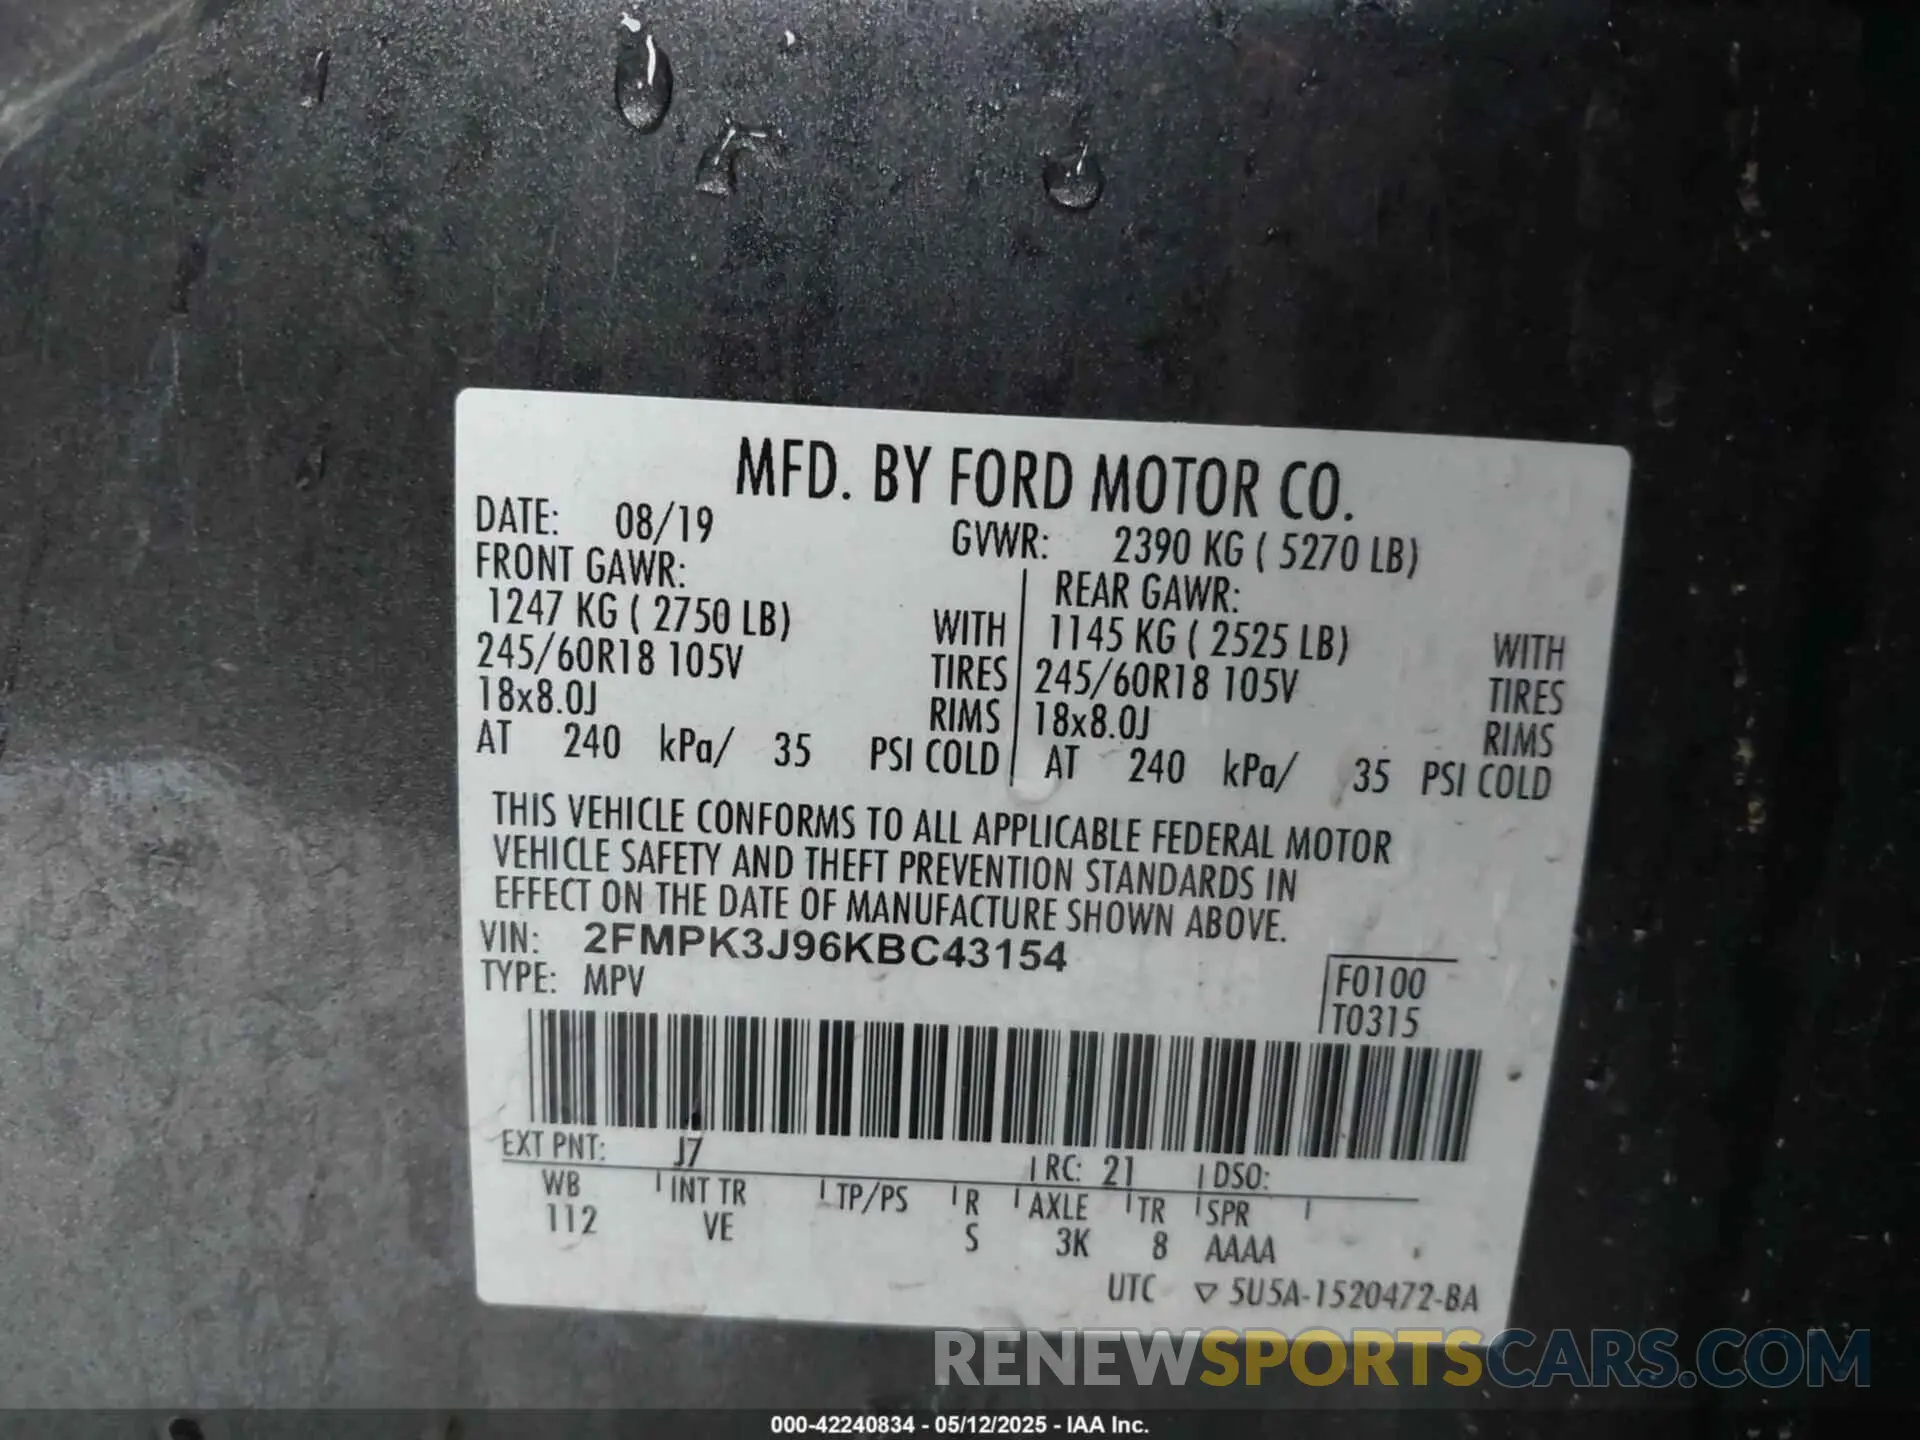 MFD. BY FORD MOTOR CO.
DATE: 08/19 GVWR: 2390 KG ( 5270 LB)
FRONT GAWR: REAR GAWR:
1247 KG ( 2750 LB) WITH 1145 KG ( 2525 LB) WITH
245/60R18 105V TIRES 245/60R18 105V TIRES
18x8.0J RIMS 18x8.0J RIMS
AT 240 kPa/ 35 PSI COLD AT 240 kPa/ 35 PSI COLD
THIS VEHICLE CONFORMS TO ALL APPLICABLE FEDERAL MOTOR
VEHICLE SAFETY AND THEFT PREVENTION STANDARDS IN
EFFECT ON THE DATE OF MANUFACTURE SHOWN ABOVE.
VIN: 2FMPK3J96KBC43154
TYPE: MPV F0100
T0315
EXT PNT: J7 RC: 21 DSO:
WB INT TR TP/PS R AXLE TR SPR
112 VE S 3K 8 AAAA
UTC ▽ 5U5A-1520472-BA
RENEWSPORTSCARS.COM
000-42240834 - 05/12/2025 - IAA Inc.